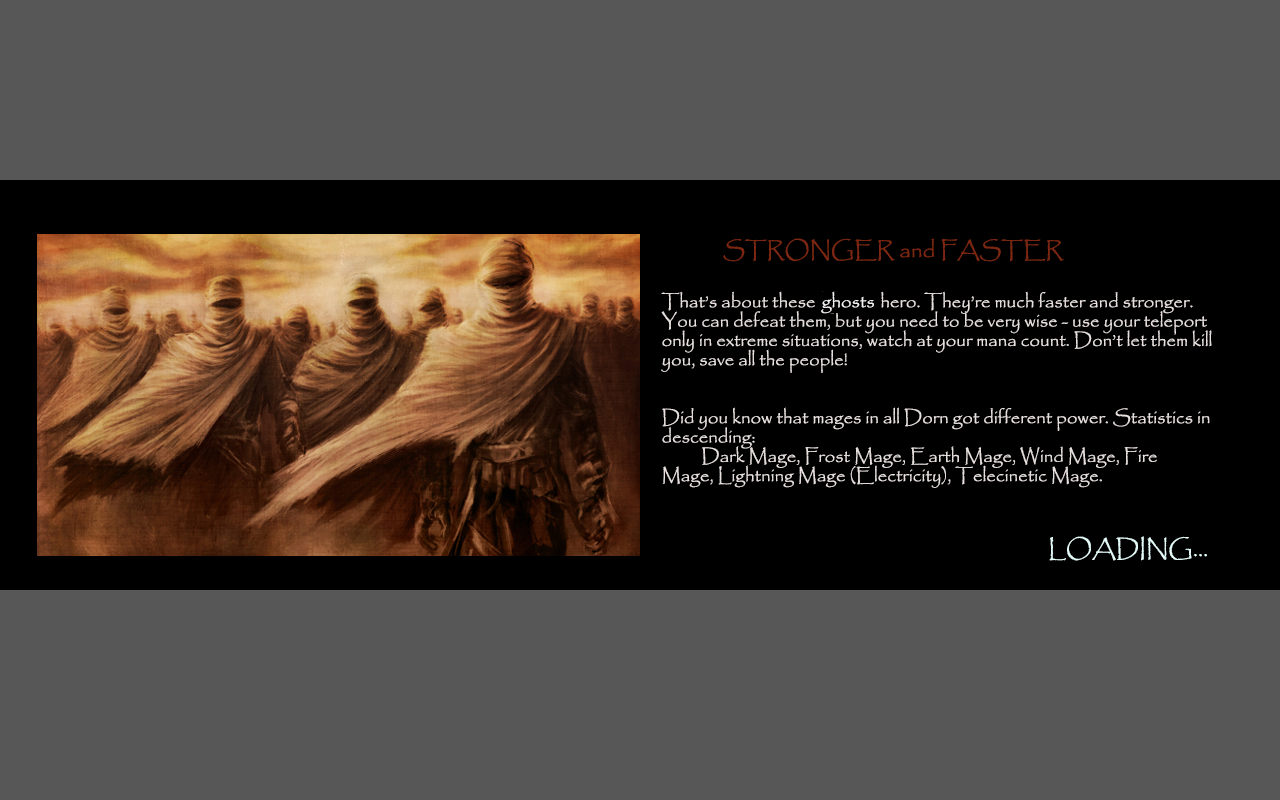 STRONGER and FASTER
That's about these ghosts hero. They're much faster and stronger.
You can defeat them, but you need to be very wise - use your teleport
only in extreme situations, watch at your mana count. Don't let them kill
you, save all the people!
Did you know that mages in all Dorn got different power. Statistics in
descending:
Dark Mage, Frost Mage, Earth Mage, Wind Mage, Fire
Mage, Lightning Mage (Electricity), Telecinetic Mage.
LOADING...